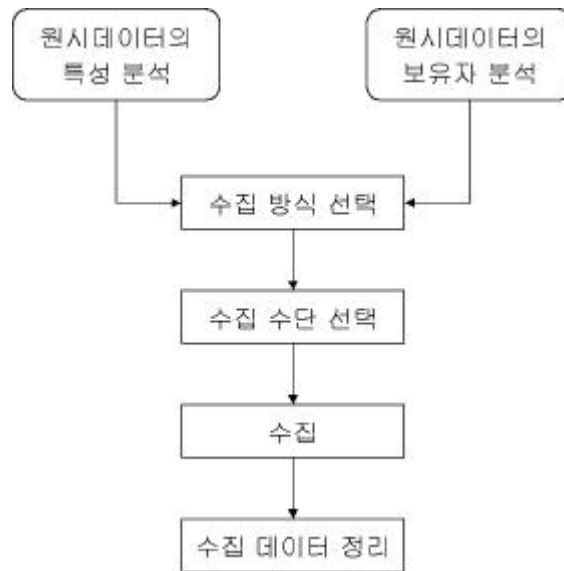 원시데이터의
특성 분석
원시데이터의
보유자 분석
수집 방식 선택
수집 수단 선택
수집
수집 데이터 정리